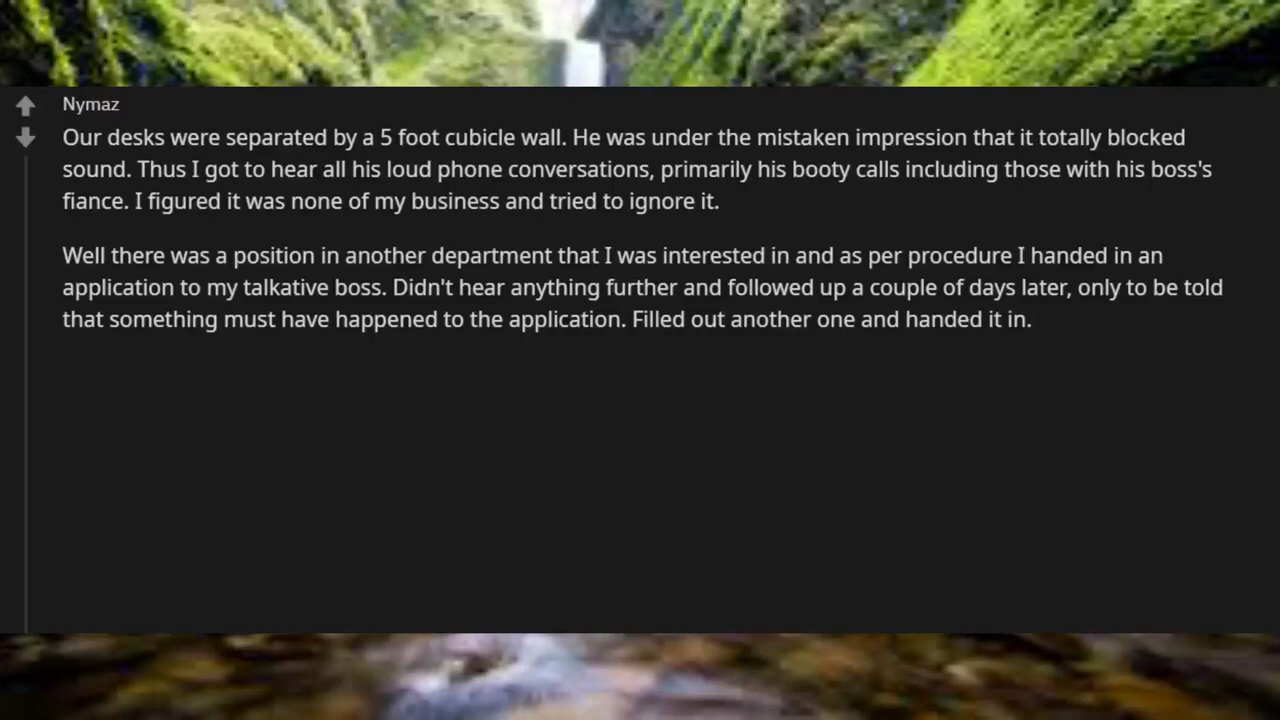 Nymaz
Our desks were separated by a 5 foot cubicle wall. He was under the mistaken impression that it totally blocked
sound. Thus I got to hear all his loud phone conversations, primarily his booty calls including those with his boss's
fiance. I figured it was none of my business and tried to ignore it.
Well there was a position in another department that I was interested in and as per procedure I handed in an
application to my talkative boss. Didn't hear anything further and followed up a couple of days later, only to be told
that something must have happened to the application. Filled out another one and handed it in.